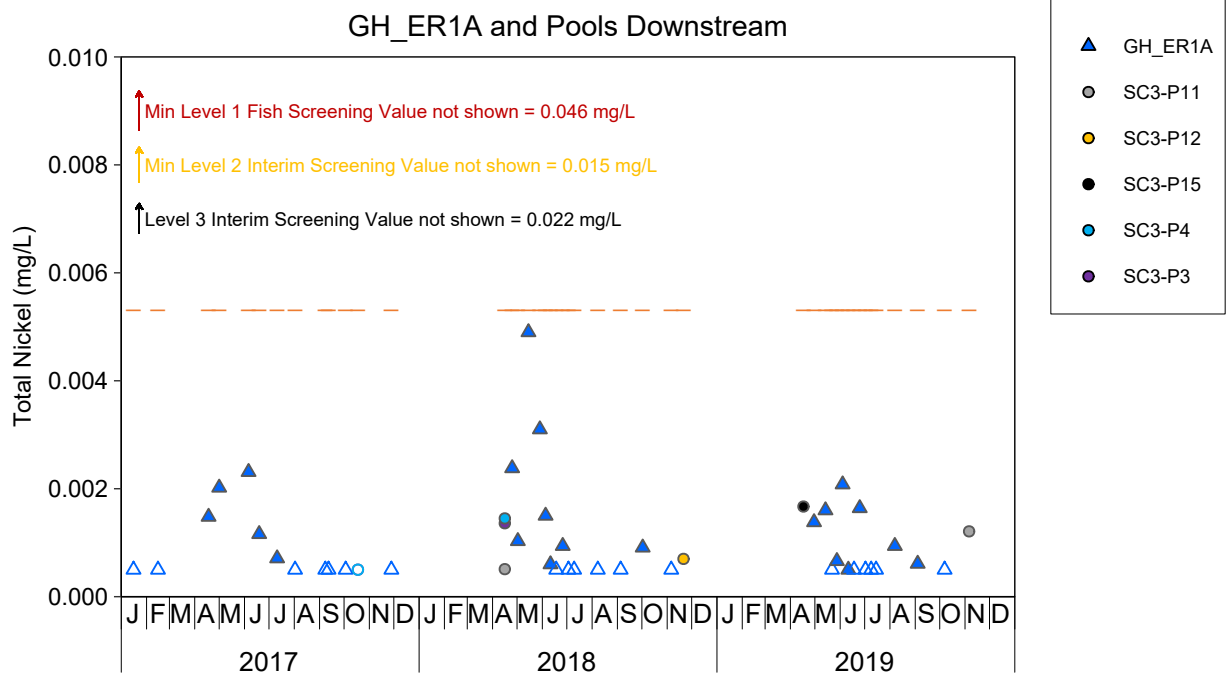 GH_ER1A and Pools Downstream
0.010
0.008
0.006
0.004
0.002
0.000
Total Nickel (mg/L)
Min Level 1 Fish Screening Value not shown = 0.046 mg/L
Min Level 2 Interim Screening Value not shown = 0.015 mg/L
Level 3 Interim Screening Value not shown = 0.022 mg/L
J F M A M J J A S O N D J F M A M J J A S O N D J F M A M J J A S O N D
2017 2018 2019
GH_ER1A
SC3-P11
SC3-P12
SC3-P15
SC3-P4
SC3-P3